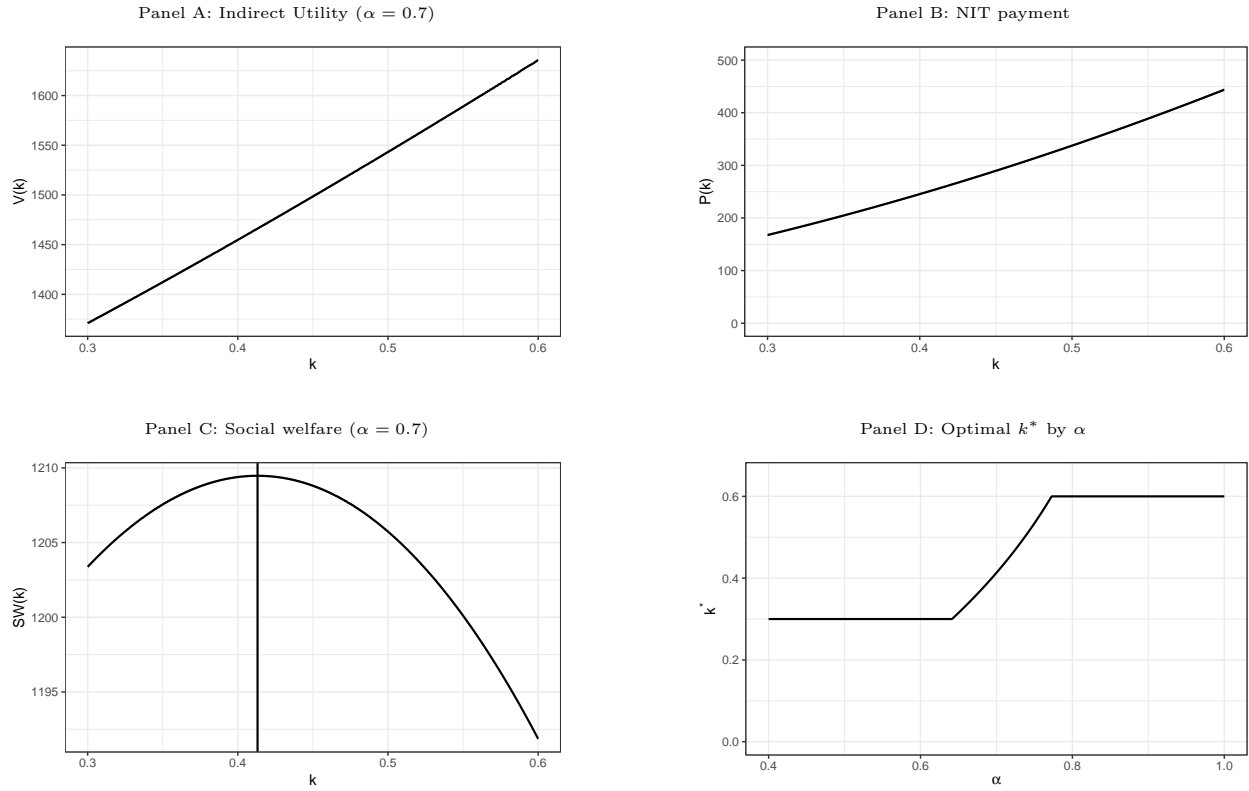 Panel A: Indirect Utility (α = 0.7)
1600
1550
1500
1450
1400
V(k)
0.3 0.4 0.5 0.6
k
Panel B: NIT payment
500
400
300
200
100
0
P(k)
0.3 0.4 0.5 0.6
k
Panel C: Social welfare (α = 0.7)
1210
1205
1200
1195
SW(k)
0.3 0.4 0.5 0.6
k
Panel D: Optimal k* by α
0.6
0.4
0.2
0.0
k*
0.4 0.6 0.8 1.0
α